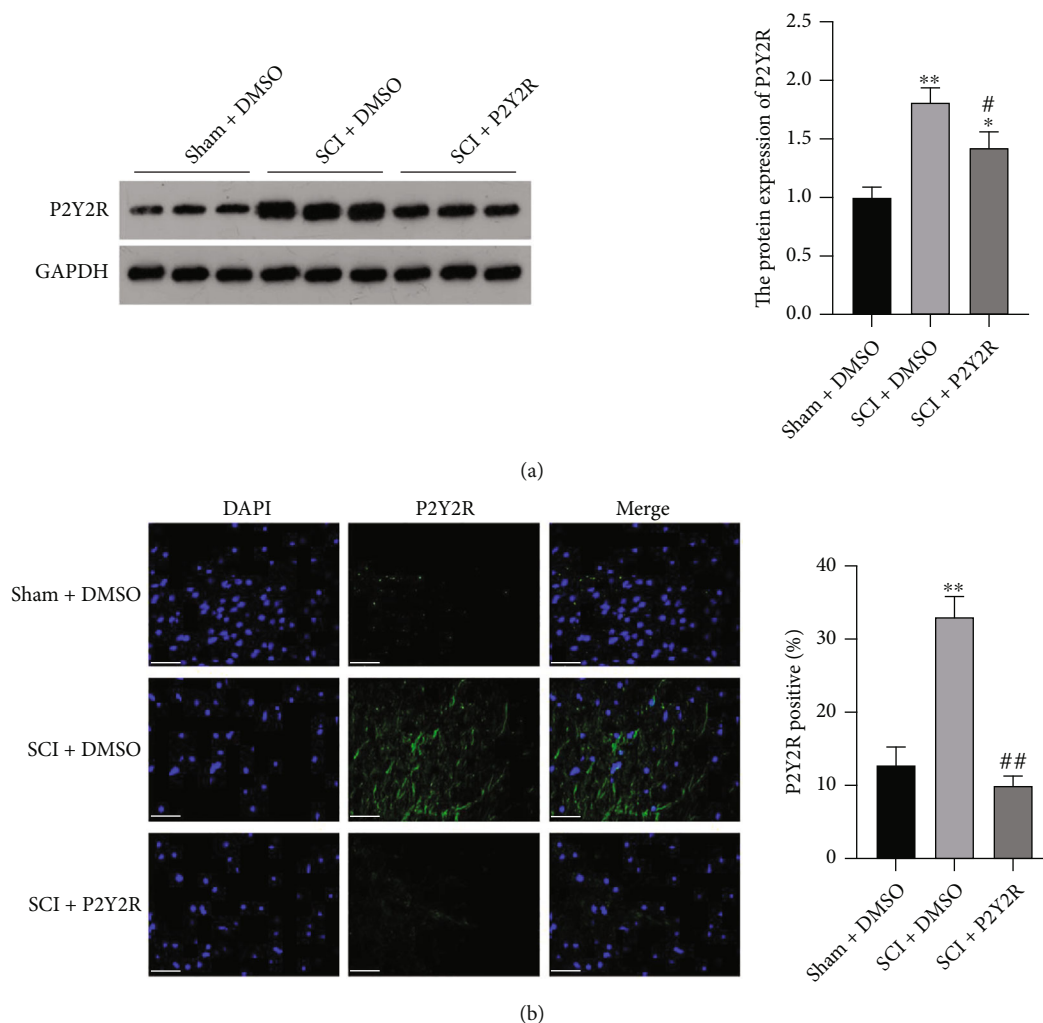 Sham + DMSO
SCI + DMSO
SCI + P2Y2R
P2Y2R
GAPDH
The protein expression of P2Y2R
2.5
2.0
1.5
1.0
0.5
0.0
**
#
*
Sham + DMSO
SCI + DMSO
SCI + P2Y2R
(a)
DAPI
P2Y2R
Merge
Sham + DMSO
SCI + DMSO
SCI + P2Y2R
P2Y2R positive (%)
40
30
20
10
0
**
##
Sham + DMSO
SCI + DMSO
SCI + P2Y2R
(b)